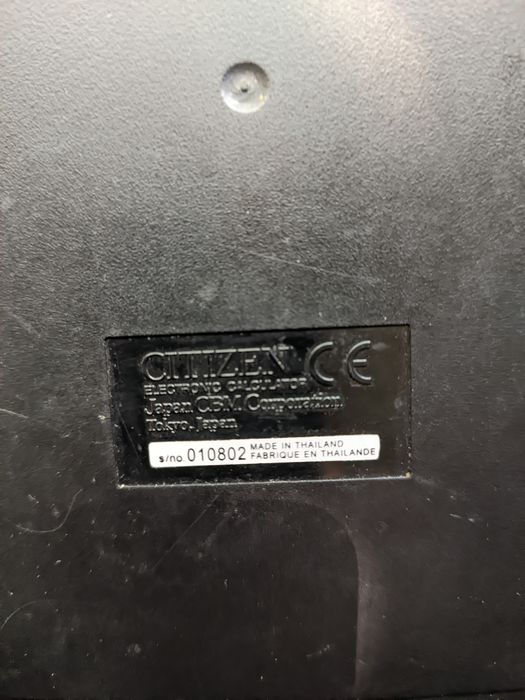 CITIZEN CE
ELECTRONIC CALCULATOR
Japan CBM Corporation
Tokyo, Japan
s/no 010802 MADE IN THAILAND
FABRIQUE EN THAILANDE